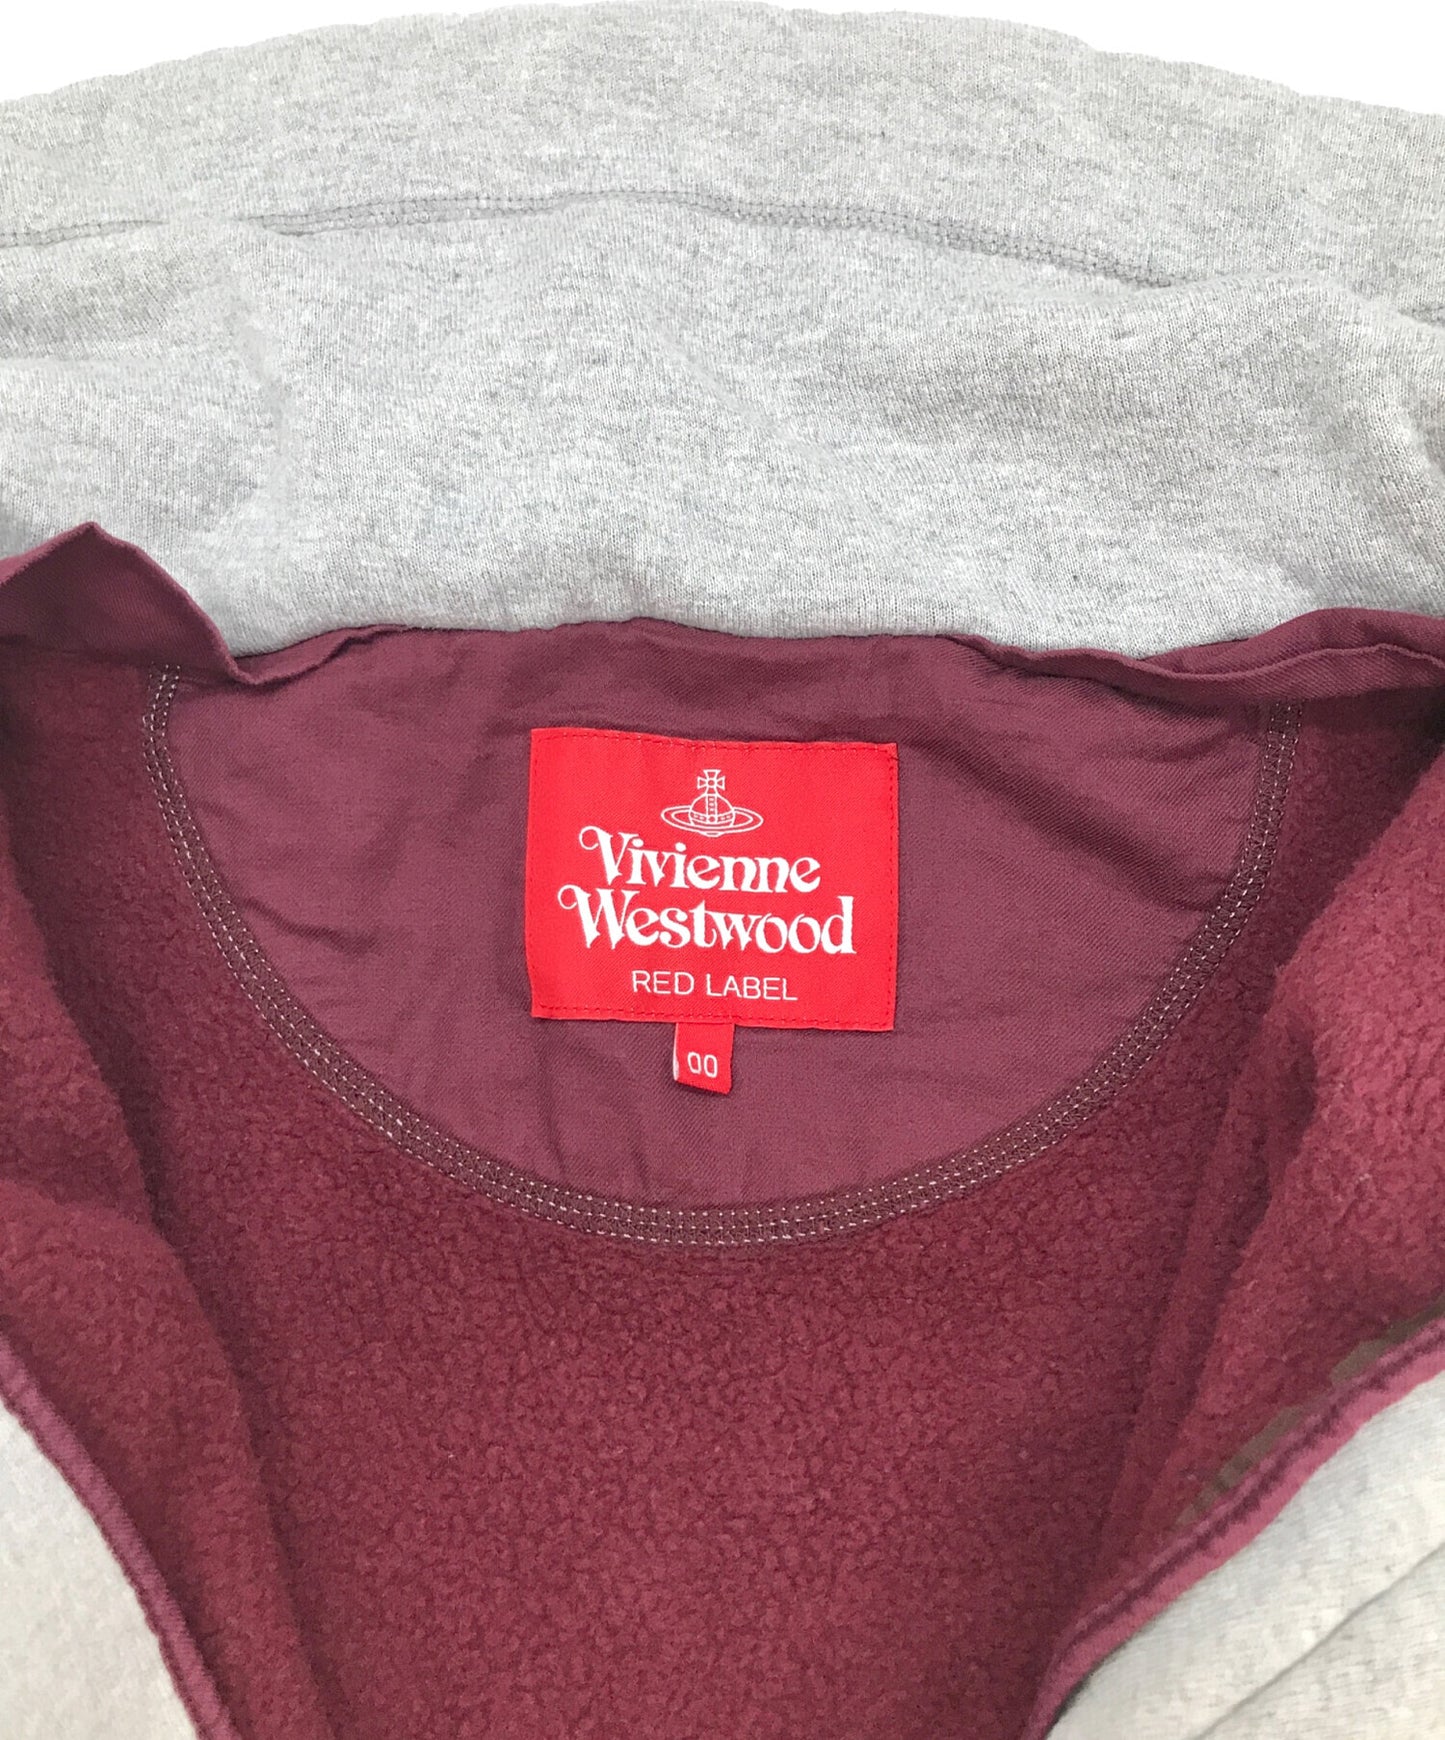 Vivienne
Westwood
RED LABEL
00